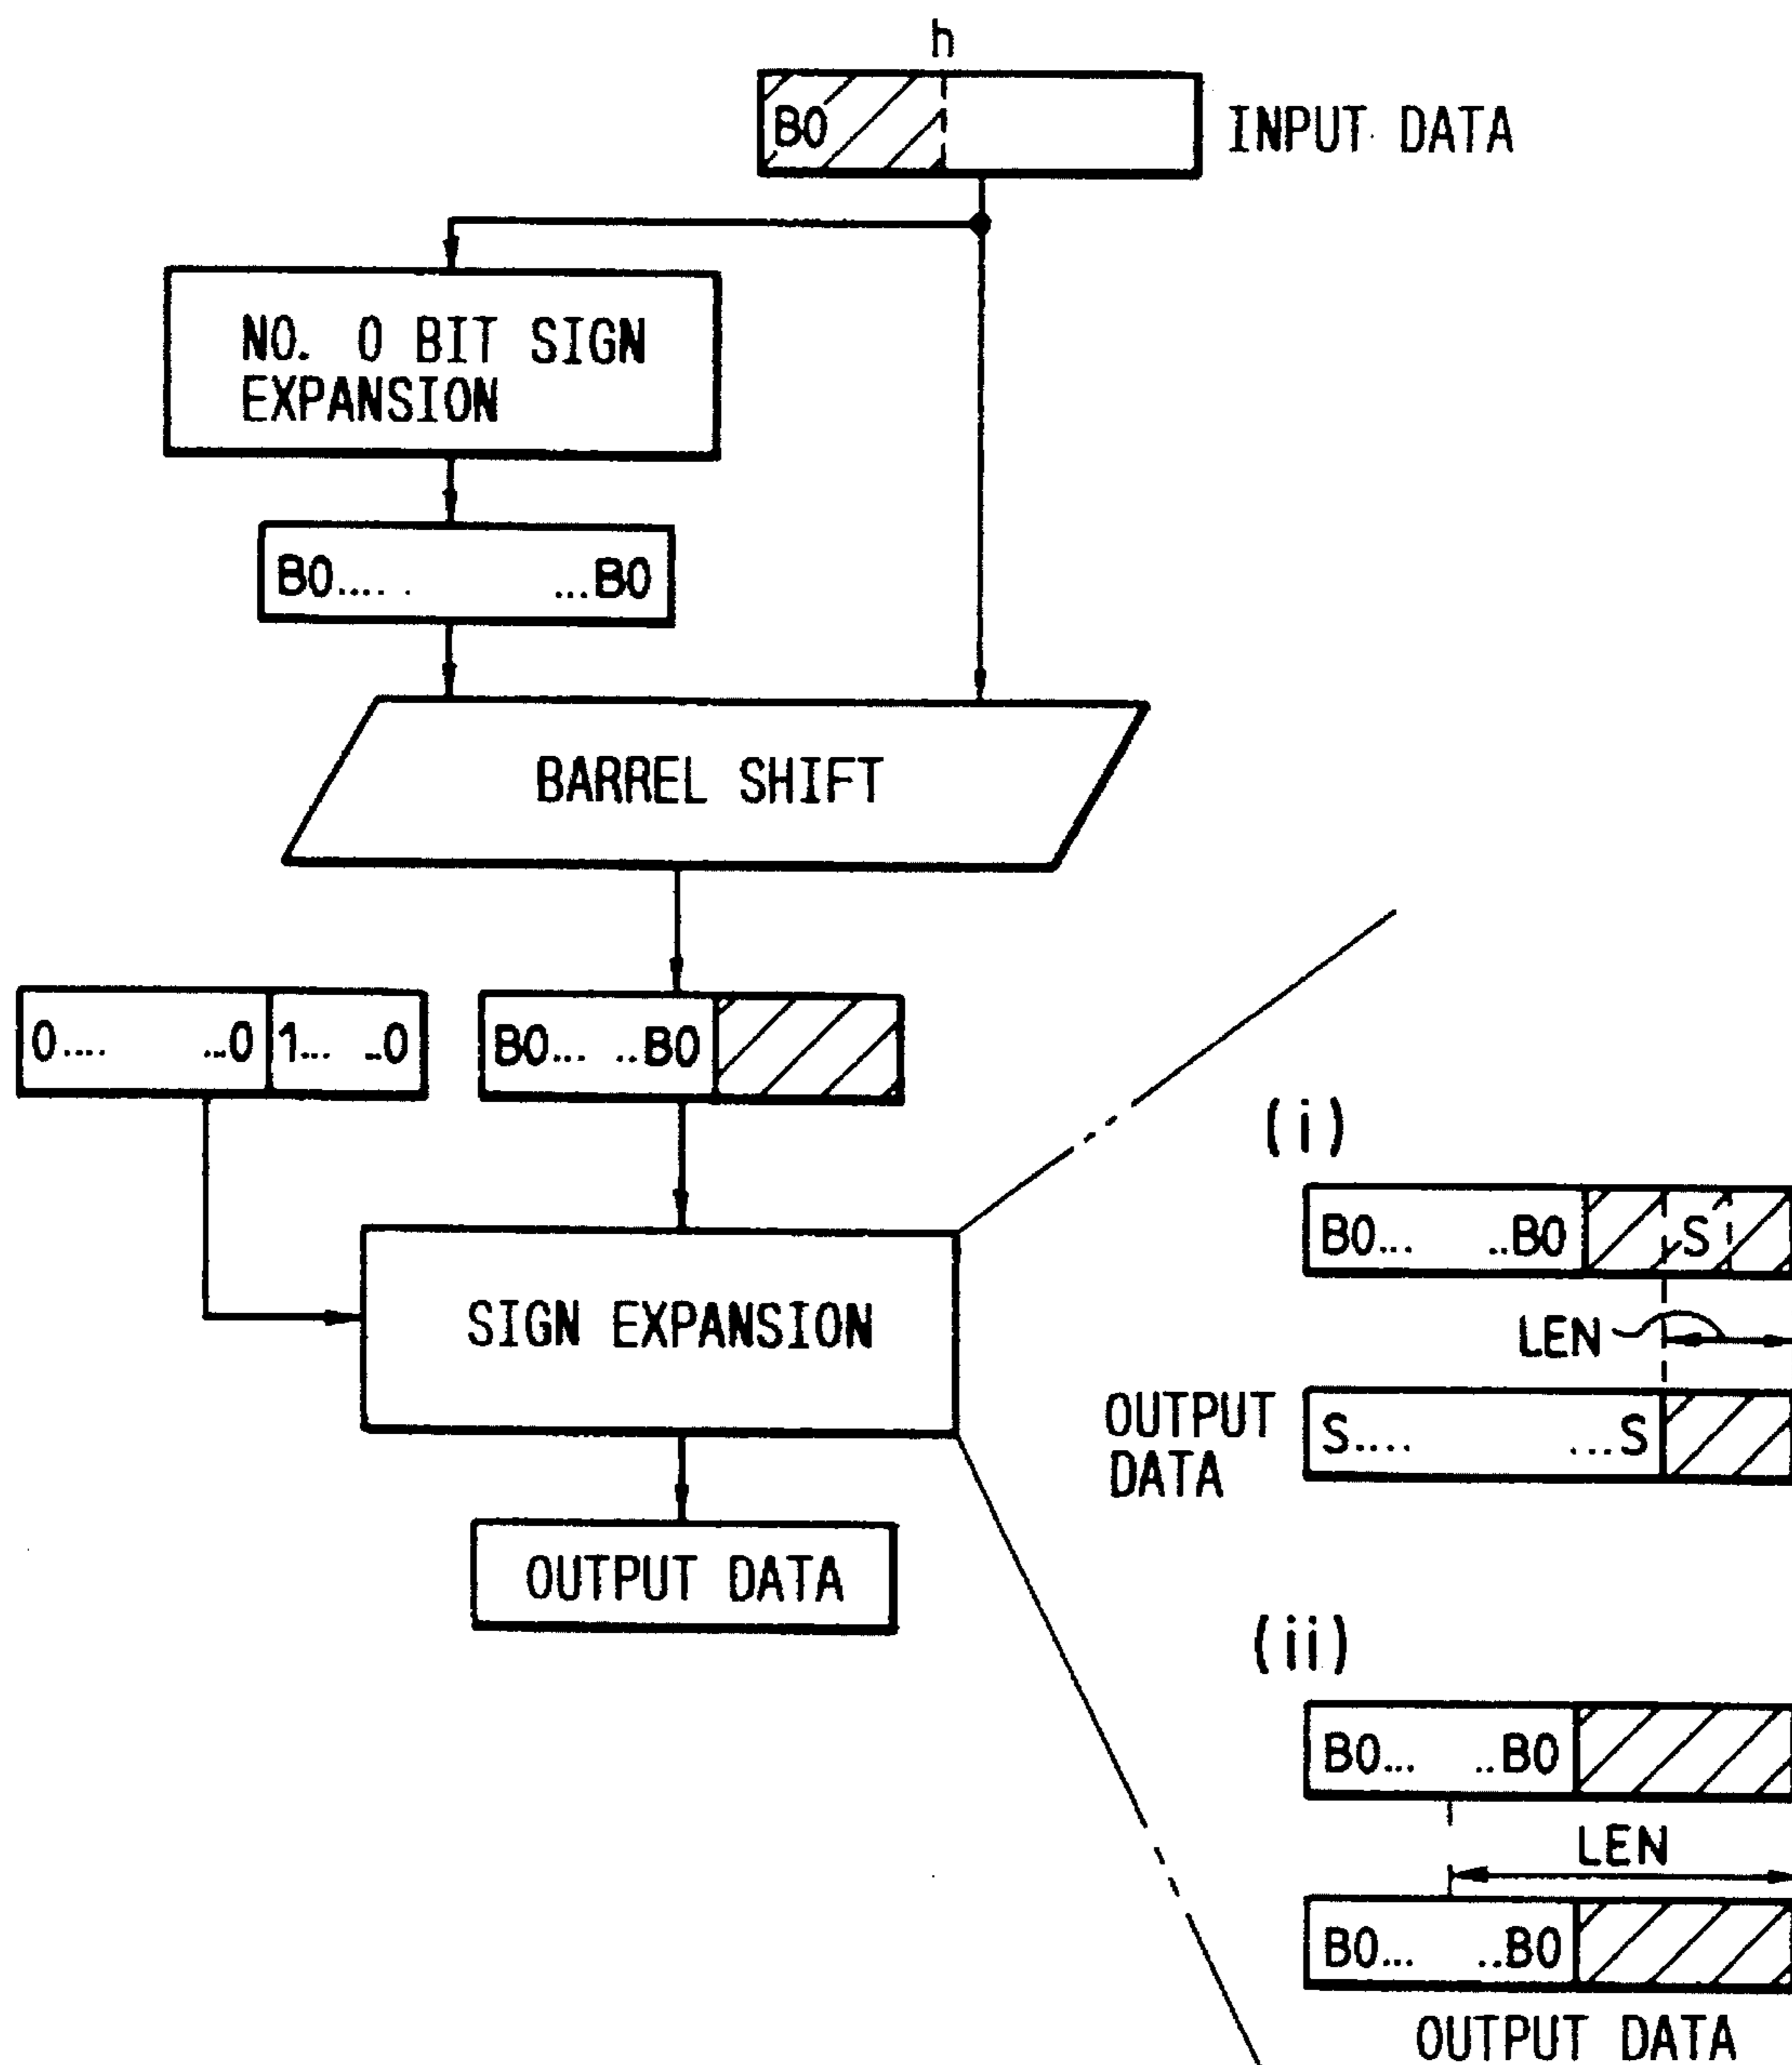 h
B0
INPUT DATA
NO. 0 BIT SIGN
EXPANSION
B0.... ...B0
BARREL SHIFT
0.... ...0 1... ..0
B0... ..B0
SIGN EXPANSION
OUTPUT DATA
(i)
B0... ..B0 S
LEN
OUTPUT
DATA
S.... ...S
(ii)
B0... ..B0
LEN
B0... ..B0
OUTPUT DATA